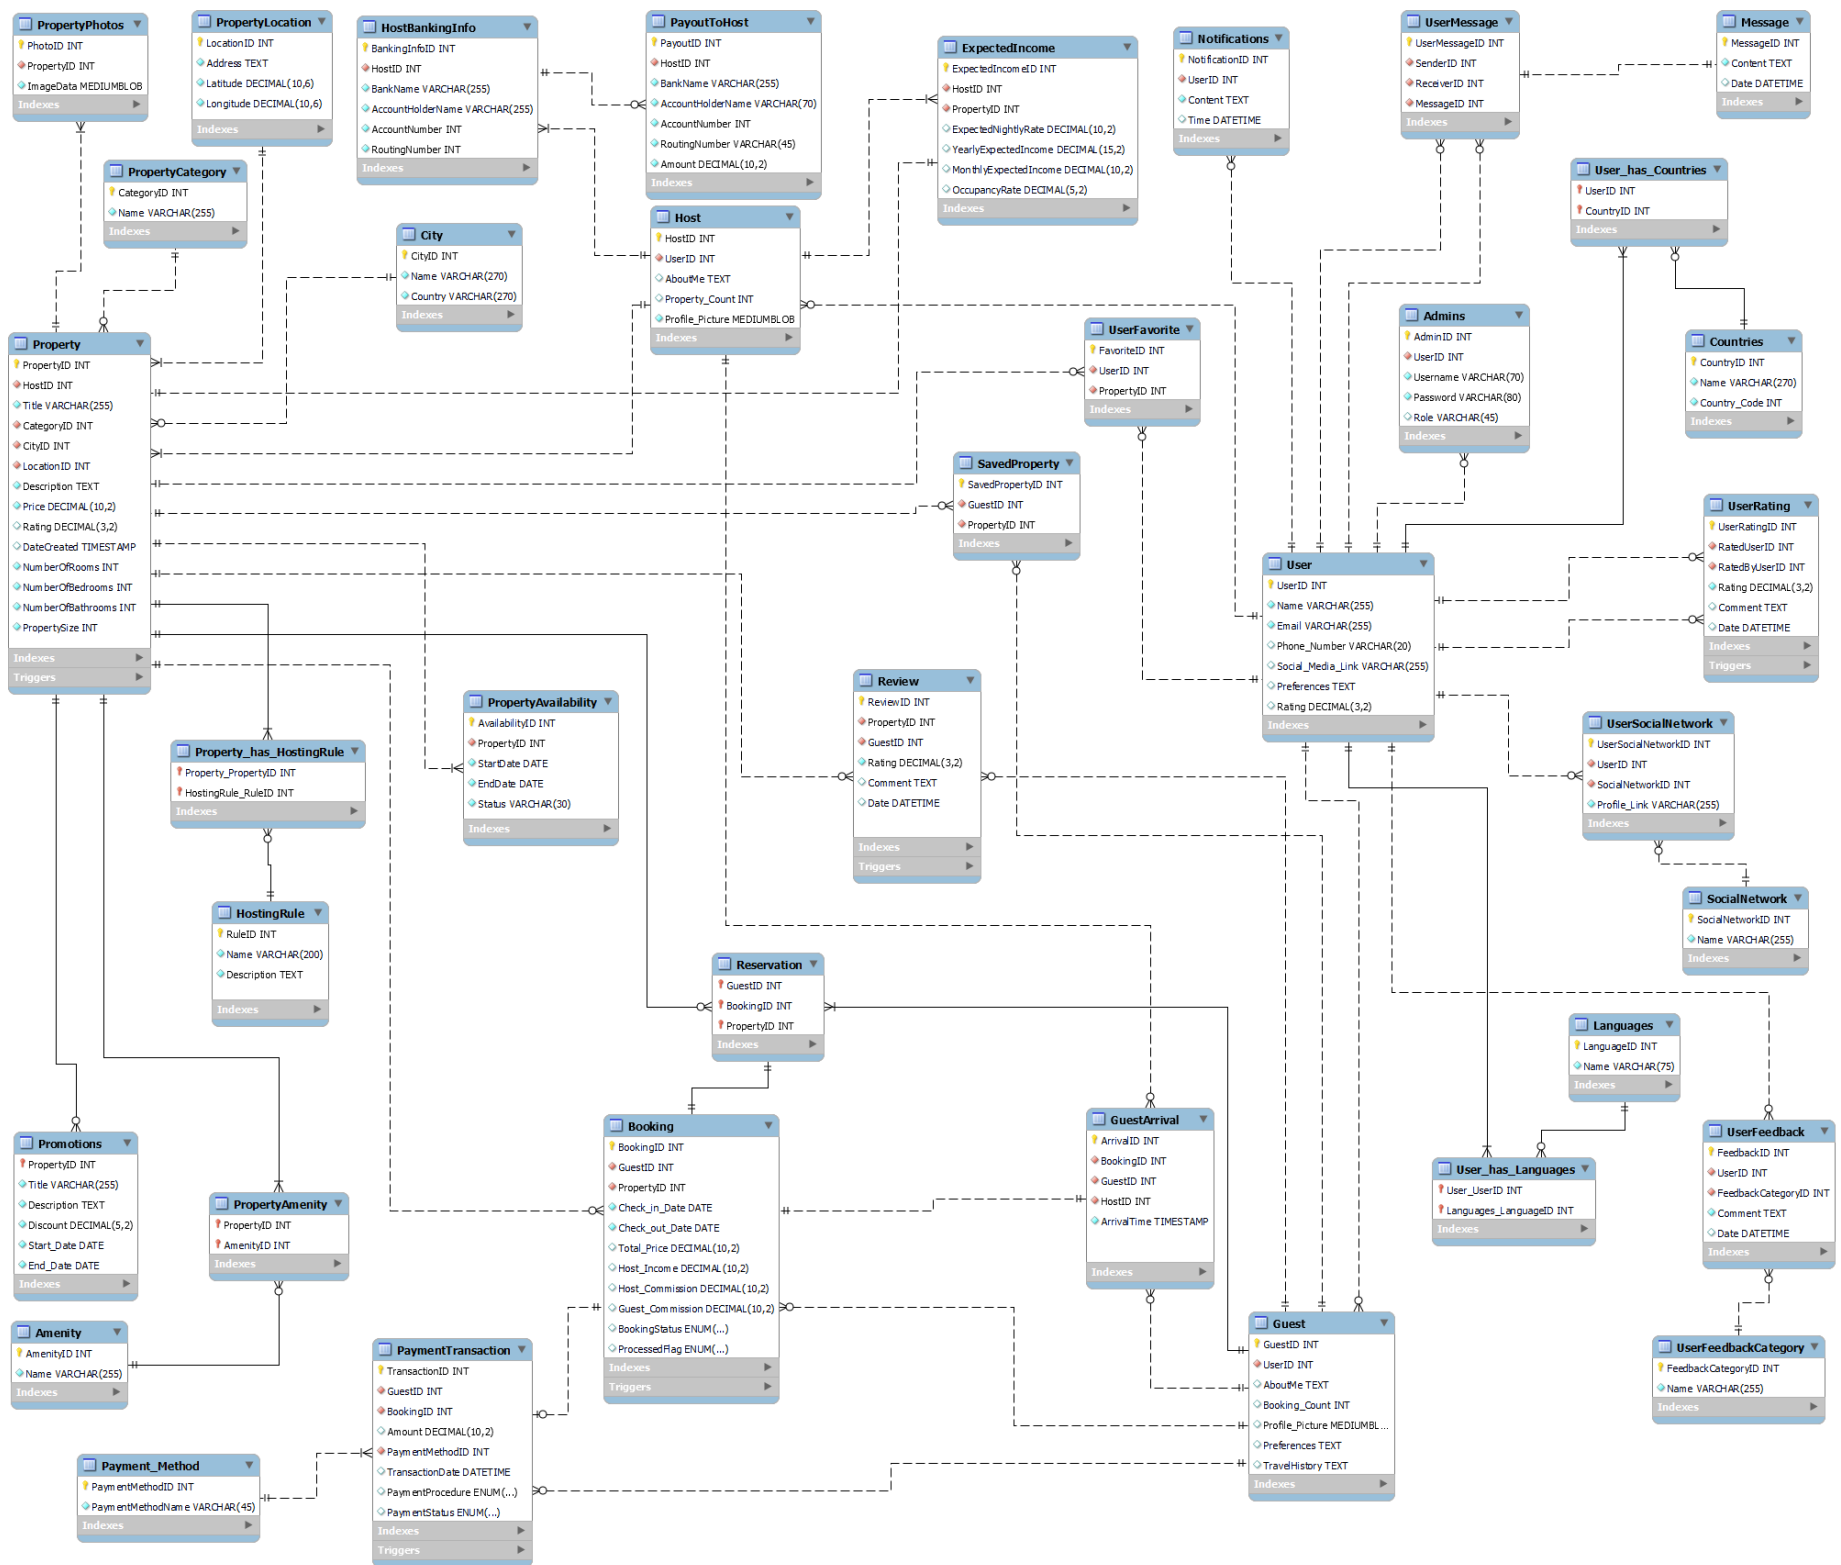 PropertyPhotos
PhotoID INT
PropertyID INT
ImageData MEDIUMBLOB
Indexes
PropertyLocation
LocationID INT
Address TEXT
Latitude DECIMAL(10,6)
Longitude DECIMAL(10,6)
Indexes
HostBankingInfo
BankingInfoID INT
HostID INT
BankName VARCHAR(255)
AccountHolderName VARCHAR(255)
AccountNumber INT
RoutingNumber INT
Indexes
PayoutToHost
PayoutID INT
HostID INT
BankName VARCHAR(255)
AccountHolderName VARCHAR(70)
AccountNumber INT
RoutingNumber VARCHAR(45)
Amount DECIMAL(10,2)
Indexes
ExpectedIncome
ExpectedIncomeID INT
HostID INT
PropertyID INT
ExpectedNightlyRate DECIMAL(10,2)
YearlyExpectedIncome DECIMAL(15,2)
MonthlyExpectedIncome DECIMAL(10,2)
OccupancyRate DECIMAL(5,2)
Indexes
Notifications
NotificationID INT
UserID INT
Content TEXT
Time DATETIME
Indexes
UserMessage
UserMessageID INT
SenderID INT
ReceiverID INT
MessageID INT
Indexes
Message
MessageID INT
Content TEXT
Date DATETIME
Indexes
PropertyCategory
CategoryID INT
Name VARCHAR(255)
Indexes
City
CityID INT
Name VARCHAR(270)
Country VARCHAR(270)
Indexes
Host
HostID INT
UserID INT
AboutMe TEXT
Property_Count INT
Profile_Picture MEDIUMBLOB
Indexes
User_has_Countries
UserID INT
CountryID INT
Indexes
Property
PropertyID INT
HostID INT
Title VARCHAR(255)
CategoryID INT
CityID INT
LocationID INT
Description TEXT
Price DECIMAL(10,2)
Rating DECIMAL(3,2)
DateCreated TIMESTAMP
NumberOfRooms INT
NumberOfBedrooms INT
NumberOfBathrooms INT
PropertySize INT
Indexes
Triggers
UserFavorite
FavoriteID INT
UserID INT
PropertyID INT
Indexes
Admins
AdminID INT
UserID INT
Username VARCHAR(70)
Password VARCHAR(80)
Role VARCHAR(45)
Indexes
Countries
CountryID INT
Name VARCHAR(270)
Country_Code INT
Indexes
SavedProperty
SavedPropertyID INT
GuestID INT
PropertyID INT
Indexes
User
UserID INT
Name VARCHAR(255)
Email VARCHAR(255)
Phone_Number VARCHAR(20)
Social_Media_Link VARCHAR(255)
Preferences TEXT
Rating DECIMAL(3,2)
Indexes
UserRating
UserRatingID INT
RatedUserID INT
RatedByUserID INT
Rating DECIMAL(3,2)
Comment TEXT
Date DATETIME
Indexes
Triggers
Property_has_HostingRule
Property_PropertyID INT
HostingRule_RuleID INT
Indexes
PropertyAvailability
AvailabilityID INT
PropertyID INT
StartDate DATE
EndDate DATE
Status VARCHAR(30)
Indexes
Review
ReviewID INT
PropertyID INT
GuestID INT
Rating DECIMAL(3,2)
Comment TEXT
Date DATETIME
Indexes
Triggers
UserSocialNetwork
UserSocialNetworkID INT
UserID INT
SocialNetworkID INT
Profile_Link VARCHAR(255)
Indexes
HostingRule
RuleID INT
Name VARCHAR(200)
Description TEXT
Indexes
SocialNetwork
SocialNetworkID INT
Name VARCHAR(255)
Indexes
Reservation
GuestID INT
BookingID INT
PropertyID INT
Indexes
Languages
LanguageID INT
Name VARCHAR(75)
Indexes
Promotions
PropertyID INT
Title VARCHAR(255)
Description TEXT
Discount DECIMAL(5,2)
Start_Date DATE
End_Date DATE
Indexes
PropertyAmenity
PropertyID INT
AmenityID INT
Indexes
Booking
BookingID INT
GuestID INT
PropertyID INT
Check_in_Date DATE
Check_out_Date DATE
Total_Price DECIMAL(10,2)
Host_Income DECIMAL(10,2)
Host_Commission DECIMAL(10,2)
Guest_Commission DECIMAL(10,2)
BookingStatus ENUM(...)
ProcessedFlag ENUM(...)
Indexes
Triggers
GuestArrival
ArrivalID INT
BookingID INT
GuestID INT
HostID INT
ArrivalTime TIMESTAMP
Indexes
User_has_Languages
User_UserID INT
Languages_LanguageID INT
Indexes
UserFeedback
FeedbackID INT
UserID INT
FeedbackCategoryID INT
Comment TEXT
Date DATETIME
Indexes
Amenity
AmenityID INT
Name VARCHAR(255)
Indexes
PaymentTransaction
TransactionID INT
GuestID INT
BookingID INT
Amount DECIMAL(10,2)
PaymentMethodID INT
TransactionDate DATETIME
PaymentProcedure ENUM(...)
PaymentStatus ENUM(...)
Indexes
Triggers
Guest
GuestID INT
UserID INT
AboutMe TEXT
Booking_Count INT
Profile_Picture MEDIUMBL...
Preferences TEXT
TravelHistory TEXT
Indexes
UserFeedbackCategory
FeedbackCategoryID INT
Name VARCHAR(255)
Indexes
Payment_Method
PaymentMethodID INT
PaymentMethodName VARCHAR(45)
Indexes